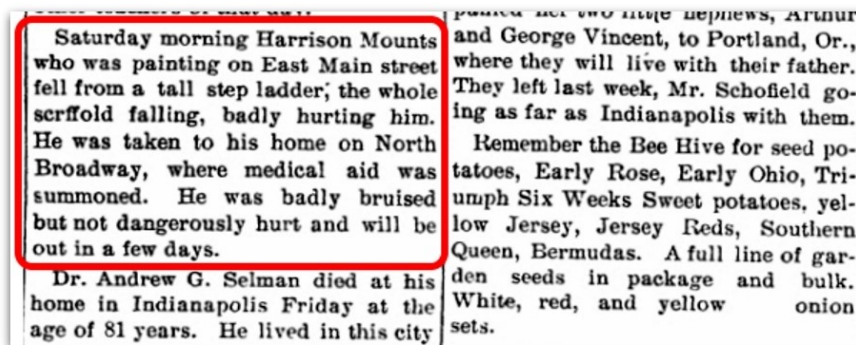 Saturday morning Harrison Mounts
who was painting on East Main street
fell from a tall step ladder, the whole
scrffold falling, badly hurting him.
He was taken to his home on North
Broadway, where medical aid was
summoned. He was badly bruised
but not dangerously hurt and will be
out in a few days.
Dr. Andrew G. Selman died at his
home in Indianapolis Friday at the
age of 81 years. He lived in this city
her two little nephews, Arthur
and George Vincent, to Portland, Or.,
where they will live with their father.
They left last week, Mr. Schofield go-
ing as far as Indianapolis with them.
Remember the Bee Hive for seed po-
tatoes, Early Rose, Early Ohio, Tri-
umph Six Weeks Sweet potatoes, yel-
low Jersey, Jersey Reds, Southern
Queen, Bermudas. A full line of gar-
den seeds in package and bulk.
White, red, and yellow onion
sets.